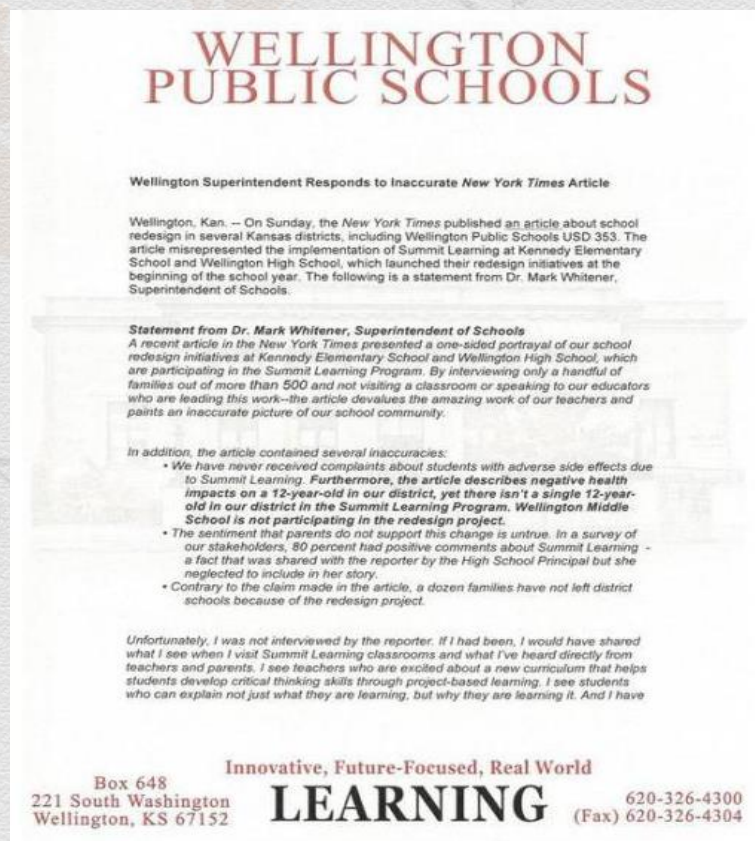 WELLINGTON
PUBLIC SCHOOLS
Wellington Superintendent Responds to Inaccurate New York Times Article
Wellington, Kan. -- On Sunday, the New York Times published an article about school
redesign in several Kansas districts, including Wellington Public Schools USD 353. The
article misrepresented the implementation of Summit Learning at Kennedy Elementary
School and Wellington High School, which launched their redesign initiatives at the
beginning of the school year. The following is a statement from Dr. Mark Whitener,
Superintendent of Schools.
Statement from Dr. Mark Whitener, Superintendent of Schools
A recent article in the New York Times presented a one-sided portrayal of our school
redesign initiatives at Kennedy Elementary School and Wellington High School, which
are participating in the Summit Learning Program. By interviewing only a handful of
families out of more than 500 and not visiting a classroom or speaking to our educators
who are leading this work--the article devalues the amazing work of our teachers and
paints an inaccurate picture of our school community.
In addition, the article contained several inaccuracies:
• We have never received complaints about students with adverse side effects due
to Summit Learning. Furthermore, the article describes negative health
impacts on a 12-year-old in our district, yet there isn't a single 12-year-
old in our district in the Summit Learning Program. Wellington Middle
School is not participating in the redesign project.
• The sentiment that parents do not support this change is untrue. In a survey of
our stakeholders, 80 percent had positive comments about Summit Learning -
a fact that was shared with the reporter by the High School Principal but she
neglected to include in her story.
• Contrary to the claim made in the article, a dozen families have not left district
schools because of the redesign project.
Unfortunately, I was not interviewed by the reporter. If I had been, I would have shared
what I see when I visit Summit Learning classrooms and what I've heard directly from
teachers and parents. I see teachers who are excited about a new curriculum that helps
students develop critical thinking skills through project-based learning. I see students
who can explain not just what they are learning, but why they are learning it. And I have
Innovative, Future-Focused, Real World
LEARNING
Box 648
221 South Washington
Wellington, KS 67152
620-326-4300
(Fax) 620-326-4304